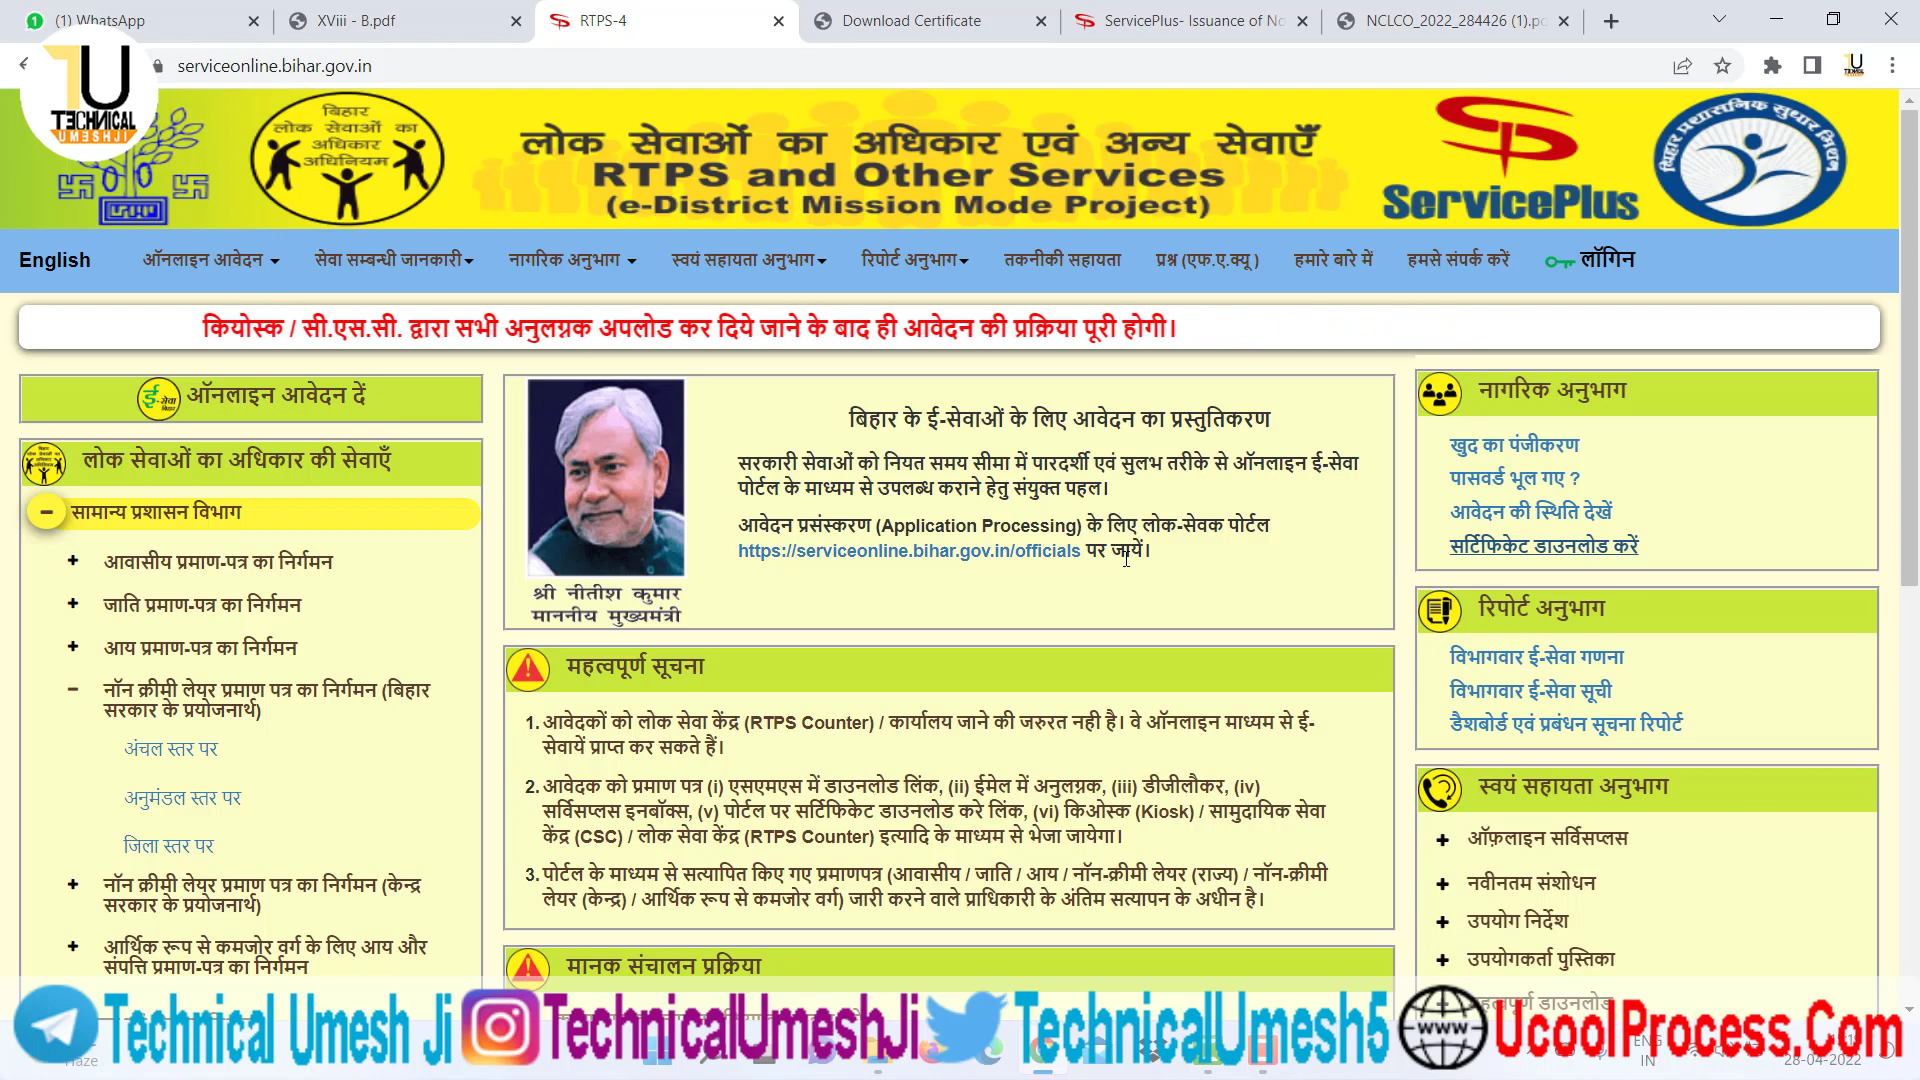 (1) WhatsApp
XViii - B.pdf
RTPS-4
Download Certificate
ServicePlus- Issuance of No
NCLCO_2022_284426 (1).pd
serviceonline.bihar.gov.in
1U
TECHNICAL
UMESHJI
बिहार
लोक सेवाओं का
अधिकार
अधिनियम
लोक सेवाओं का अधिकार एवं अन्य सेवाएँ
RTPS and Other Services
(e-District Mission Mode Project)
ServicePlus
बिहार प्रशासनिक सुधार मिशन
English
ऑनलाइन आवेदन
सेवा सम्बन्धी जानकारी
नागरिक अनुभाग
स्वयं सहायता अनुभाग
रिपोर्ट अनुभाग
तकनीकी सहायता
प्रश्न (एफ.ए.क्यू )
हमारे बारे में
हमसे संपर्क करें
लॉगिन
कियोस्क / सी.एस.सी. द्वारा सभी अनुलग्नक अपलोड कर दिये जाने के बाद ही आवेदन की प्रक्रिया पूरी होगी।
ई-सेवा बिहार
ऑनलाइन आवेदन दें
लोक सेवाओं का अधिकार की सेवाएँ
सामान्य प्रशासन विभाग
आवासीय प्रमाण-पत्र का निर्गमन
जाति प्रमाण-पत्र का निर्गमन
आय प्रमाण-पत्र का निर्गमन
नॉन क्रीमी लेयर प्रमाण पत्र का निर्गमन (बिहार
सरकार के प्रयोजनार्थ)
अंचल स्तर पर
अनुमंडल स्तर पर
जिला स्तर पर
नॉन क्रीमी लेयर प्रमाण पत्र का निर्गमन (केन्द्र
सरकार के प्रयोजनार्थ)
आर्थिक रूप से कमजोर वर्ग के लिए आय और
संपत्ति प्रमाण-पत्र का निर्गमन
श्री नीतीश कुमार
माननीय मुख्यमंत्री
बिहार के ई-सेवाओं के लिए आवेदन का प्रस्तुतिकरण
सरकारी सेवाओं को नियत समय सीमा में पारदर्शी एवं सुलभ तरीके से ऑनलाइन ई-सेवा
पोर्टल के माध्यम से उपलब्ध कराने हेतु संयुक्त पहल।
आवेदन प्रसंस्करण (Application Processing) के लिए लोक-सेवक पोर्टल
https://serviceonline.bihar.gov.in/officials पर जायें।
महत्वपूर्ण सूचना
1. आवेदकों को लोक सेवा केंद्र (RTPS Counter) / कार्यालय जाने की जरुरत नही है। वे ऑनलाइन माध्यम से ई-
सेवायें प्राप्त कर सकते हैं।
2. आवेदक को प्रमाण पत्र (i) एसएमएस में डाउनलोड लिंक, (ii) ईमेल में अनुलग्नक, (iii) डीजीलौकर, (iv)
सर्विसप्लस इनबॉक्स, (v) पोर्टल पर सर्टिफिकेट डाउनलोड करे लिंक, (vi) किओस्क (Kiosk) / सामुदायिक सेवा
केंद्र (CSC) / लोक सेवा केंद्र (RTPS Counter) इत्यादि के माध्यम से भेजा जायेगा।
3. पोर्टल के माध्यम से सत्यापित किए गए प्रमाणपत्र (आवासीय / जाति / आय / नॉन-क्रीमी लेयर (राज्य) / नॉन-क्रीमी
लेयर (केन्द्र) / आर्थिक रूप से कमजोर वर्ग) जारी करने वाले प्राधिकारी के अंतिम सत्यापन के अधीन है।
मानक संचालन प्रक्रिया
नागरिक अनुभाग
खुद का पंजीकरण
पासवर्ड भूल गए ?
आवेदन की स्थिति देखें
सर्टिफिकेट डाउनलोड करें
रिपोर्ट अनुभाग
विभागवार ई-सेवा गणना
विभागवार ई-सेवा सूची
डैशबोर्ड एवं प्रबंधन सूचना रिपोर्ट
स्वयं सहायता अनुभाग
ऑफ़लाइन सर्विसप्लस
नवीनतम संशोधन
उपयोग निर्देश
उपयोगकर्ता पुस्तिका
महत्वपूर्ण डाउनलोड
Technical Umesh Ji
TechnicalUmeshJi
TechnicalUmesh5
www
UcoolProcess.Com
Haze
ENG
IN
28-04-2022